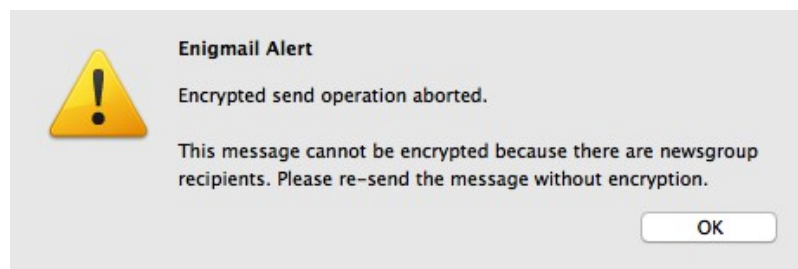 Enigmail Alert
Encrypted send operation aborted.
This message cannot be encrypted because there are newsgroup
recipients. Please re-send the message without encryption.
OK